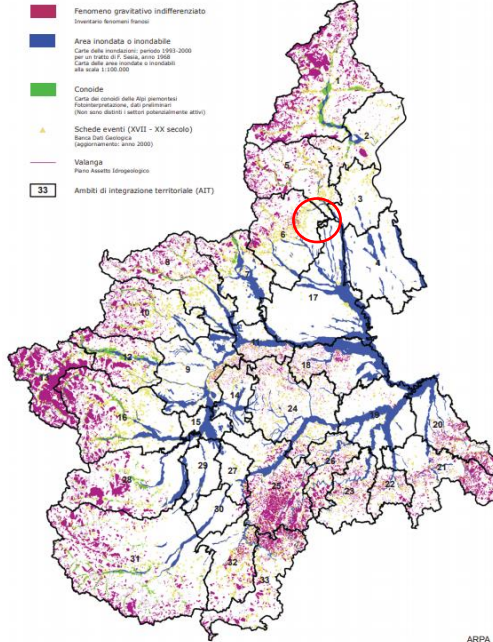 Fenomeno gravitativo indifferenziato
Inventario fenomeni franosi
Area inondata o inondabile
Carta delle inondazioni: periodo 1993-2000
per un tratto di F. Sesia, anno 1968
Carta delle aree inondate o inondabili
alla scala 1:100.000
Conoide
Carta dei conoidi delle Alpi piemontesi
Fotointerpretazione, dati preliminari
(Non sono distinti i settori potenzialmente attivi)
Schede eventi (XVII - XX secolo)
Banca Dati Geologica
(aggiornamento: anno 2000)
Valanga
Piano Assetto Idrogeologico
33 Ambiti di integrazione territoriale (AIT)
1
2
5
3
6
8
7
17
10
11
12
9
18
16
14
24
15
19
20
29
27
26
21
28
25
23
22
30
31
32
33
ARPA